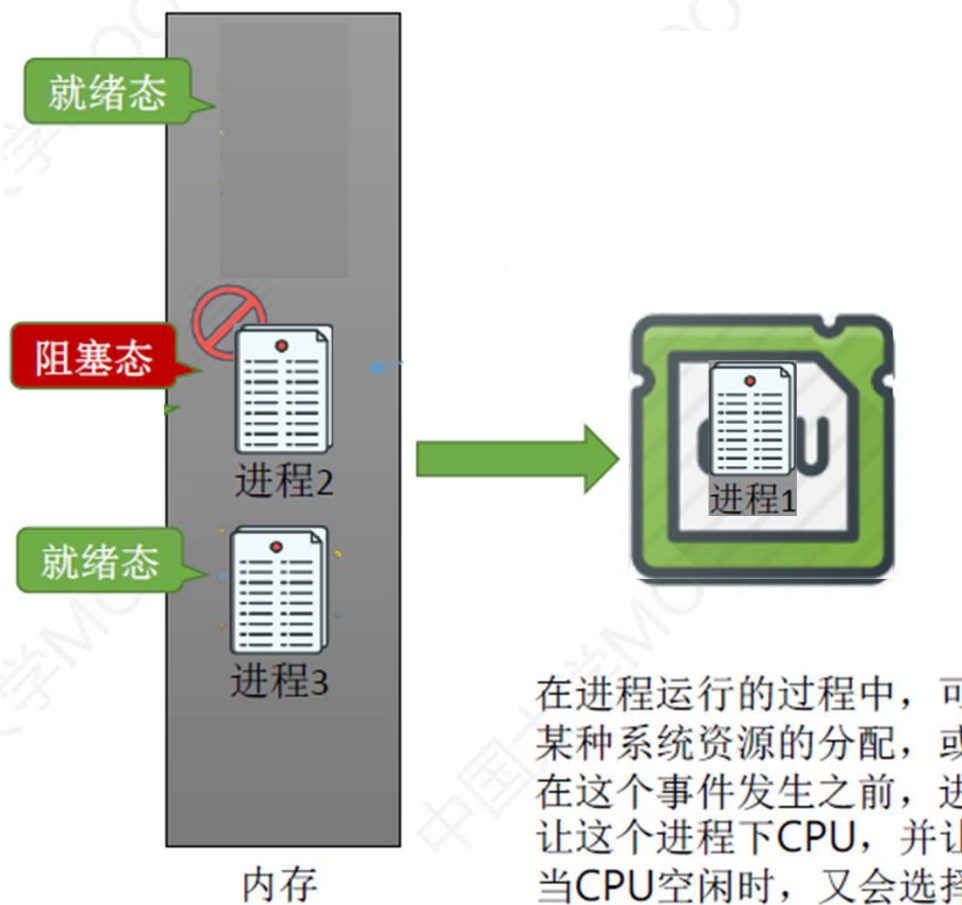 就绪态
阻塞态
进程2
进程1
就绪态
进程3
在进程运行的过程中，可
某种系统资源的分配，或
在这个事件发生之前，进
让这个进程下CPU，并让
当CPU空闲时，又会选择
内存